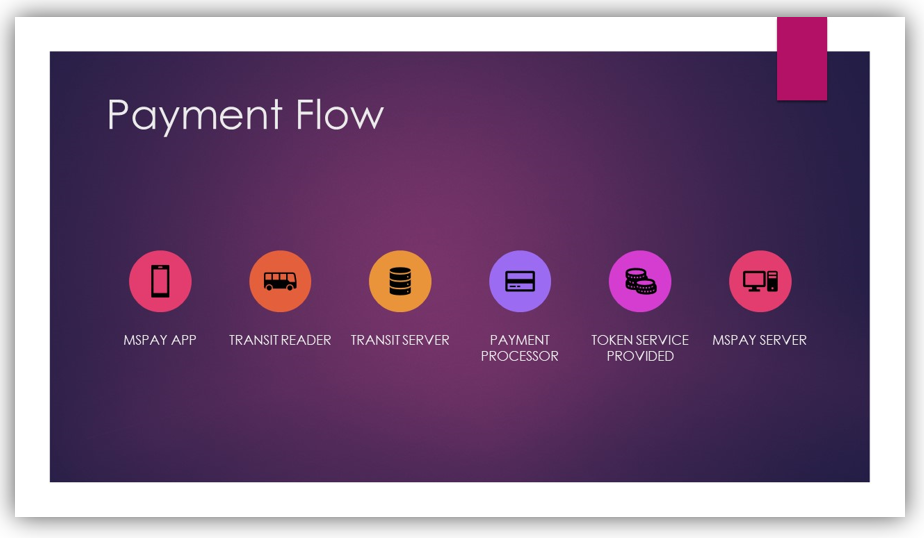 Payment Flow
MSPAY APP
TRANSIT READER
TRANSIT SERVER
PAYMENT
PROCESSOR
TOKEN SERVICE
PROVIDED
MSPAY SERVER